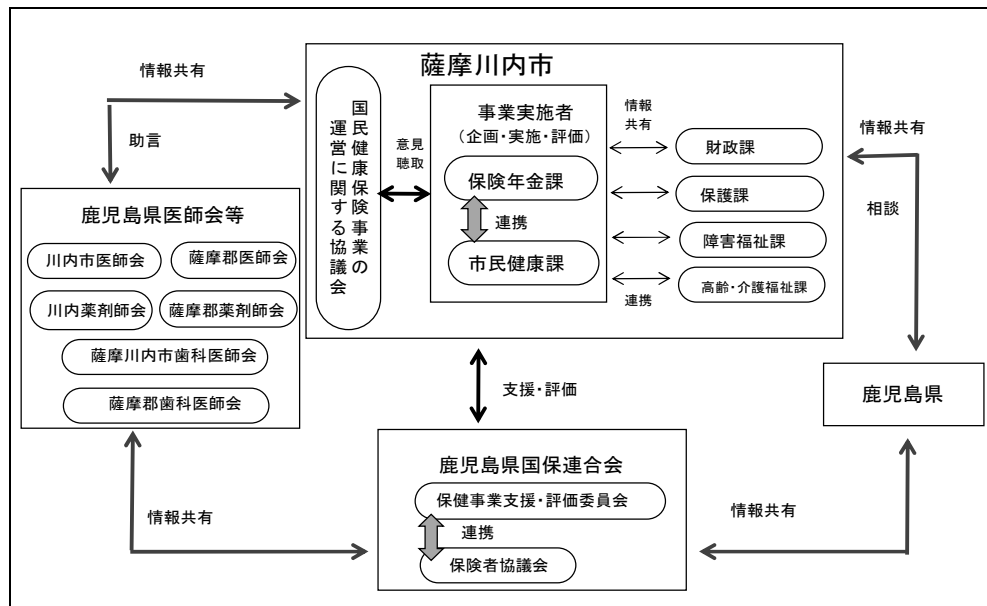 薩摩川内市
情報共有
助言
国民健康保険事業の
運営に関する協議会
意見
聴取
事業実施者
(企画・実施・評価)
保険年金課
連携
市民健康課
情報
共有
財政課
保護課
障害福祉課
高齢・介護福祉課
連携
情報共有
相談
鹿児島県医師会等
川内市医師会
薩摩郡医師会
川内薬剤師会
薩摩郡薬剤師会
薩摩川内市歯科医師会
薩摩郡歯科医師会
支援・評価
鹿児島県
鹿児島県国保連合会
保健事業支援・評価委員会
連携
保険者協議会
情報共有
情報共有